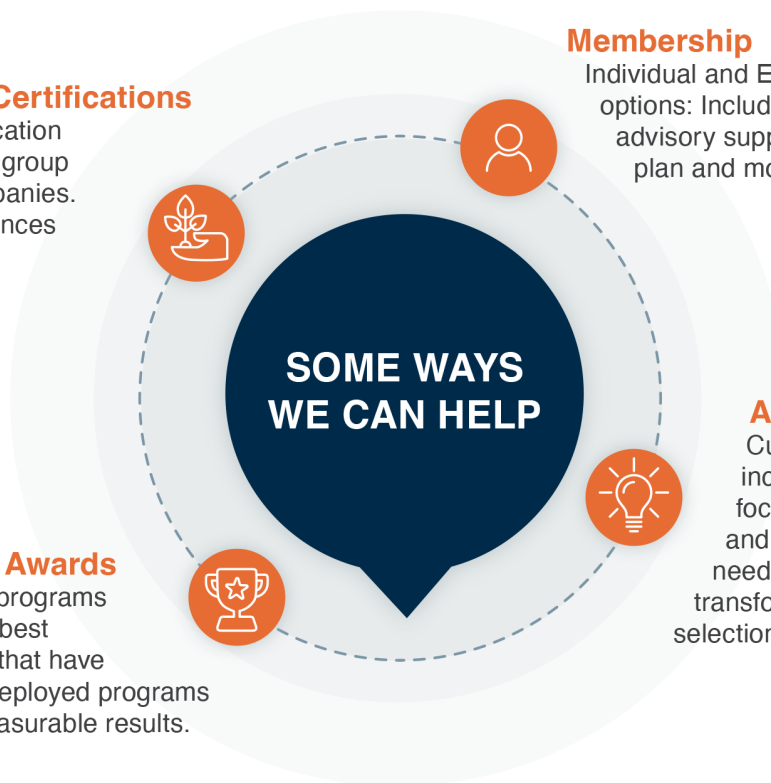 Membership
Individual and E
options: Includ
advisory supp
plan and mo
Certifications
cation
group
panies.
nces
SOME WAYS
WE CAN HELP
A
Cu
inc
foc
and
need
transfo
selection
Awards
programs
best
that have
eployed programs
asurable results.